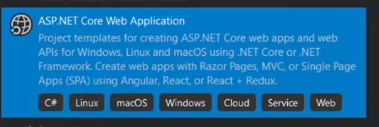 ASP.NET Core Web Application
Project templates for creating ASP.NET Core web apps and web
APIs for Windows, Linux and macOS using .NET Core or .NET
Framework. Create web apps with Razor Pages, MVC, or Single Page
Apps (SPA) using Angular, React, or React + Redux.
C# Linux macOS Windows Cloud Service Web